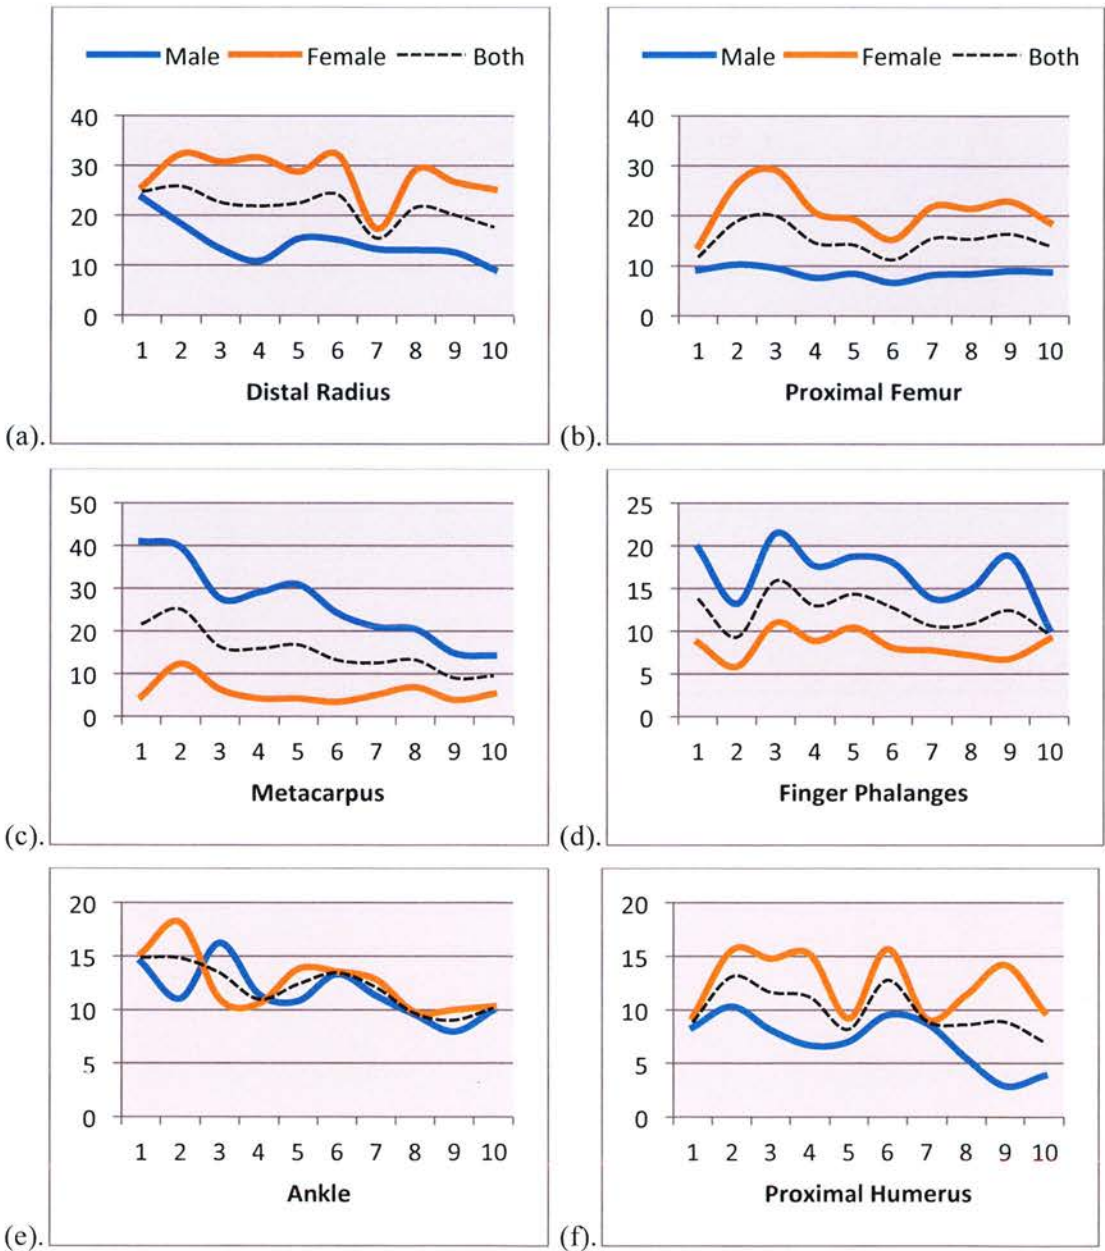 Male Female Both
40
30
20
10
0
1 2 3 4 5 6 7 8 9 10
Distal Radius
(a).
Male Female Both
40
30
20
10
0
1 2 3 4 5 6 7 8 9 10
Proximal Femur
(b).
50
40
30
20
10
0
1 2 3 4 5 6 7 8 9 10
Metacarpus
(c).
25
20
15
10
5
0
1 2 3 4 5 6 7 8 9 10
Finger Phalanges
(d).
20
15
10
5
0
1 2 3 4 5 6 7 8 9 10
Ankle
(e).
20
15
10
5
0
1 2 3 4 5 6 7 8 9 10
Proximal Humerus
(f).